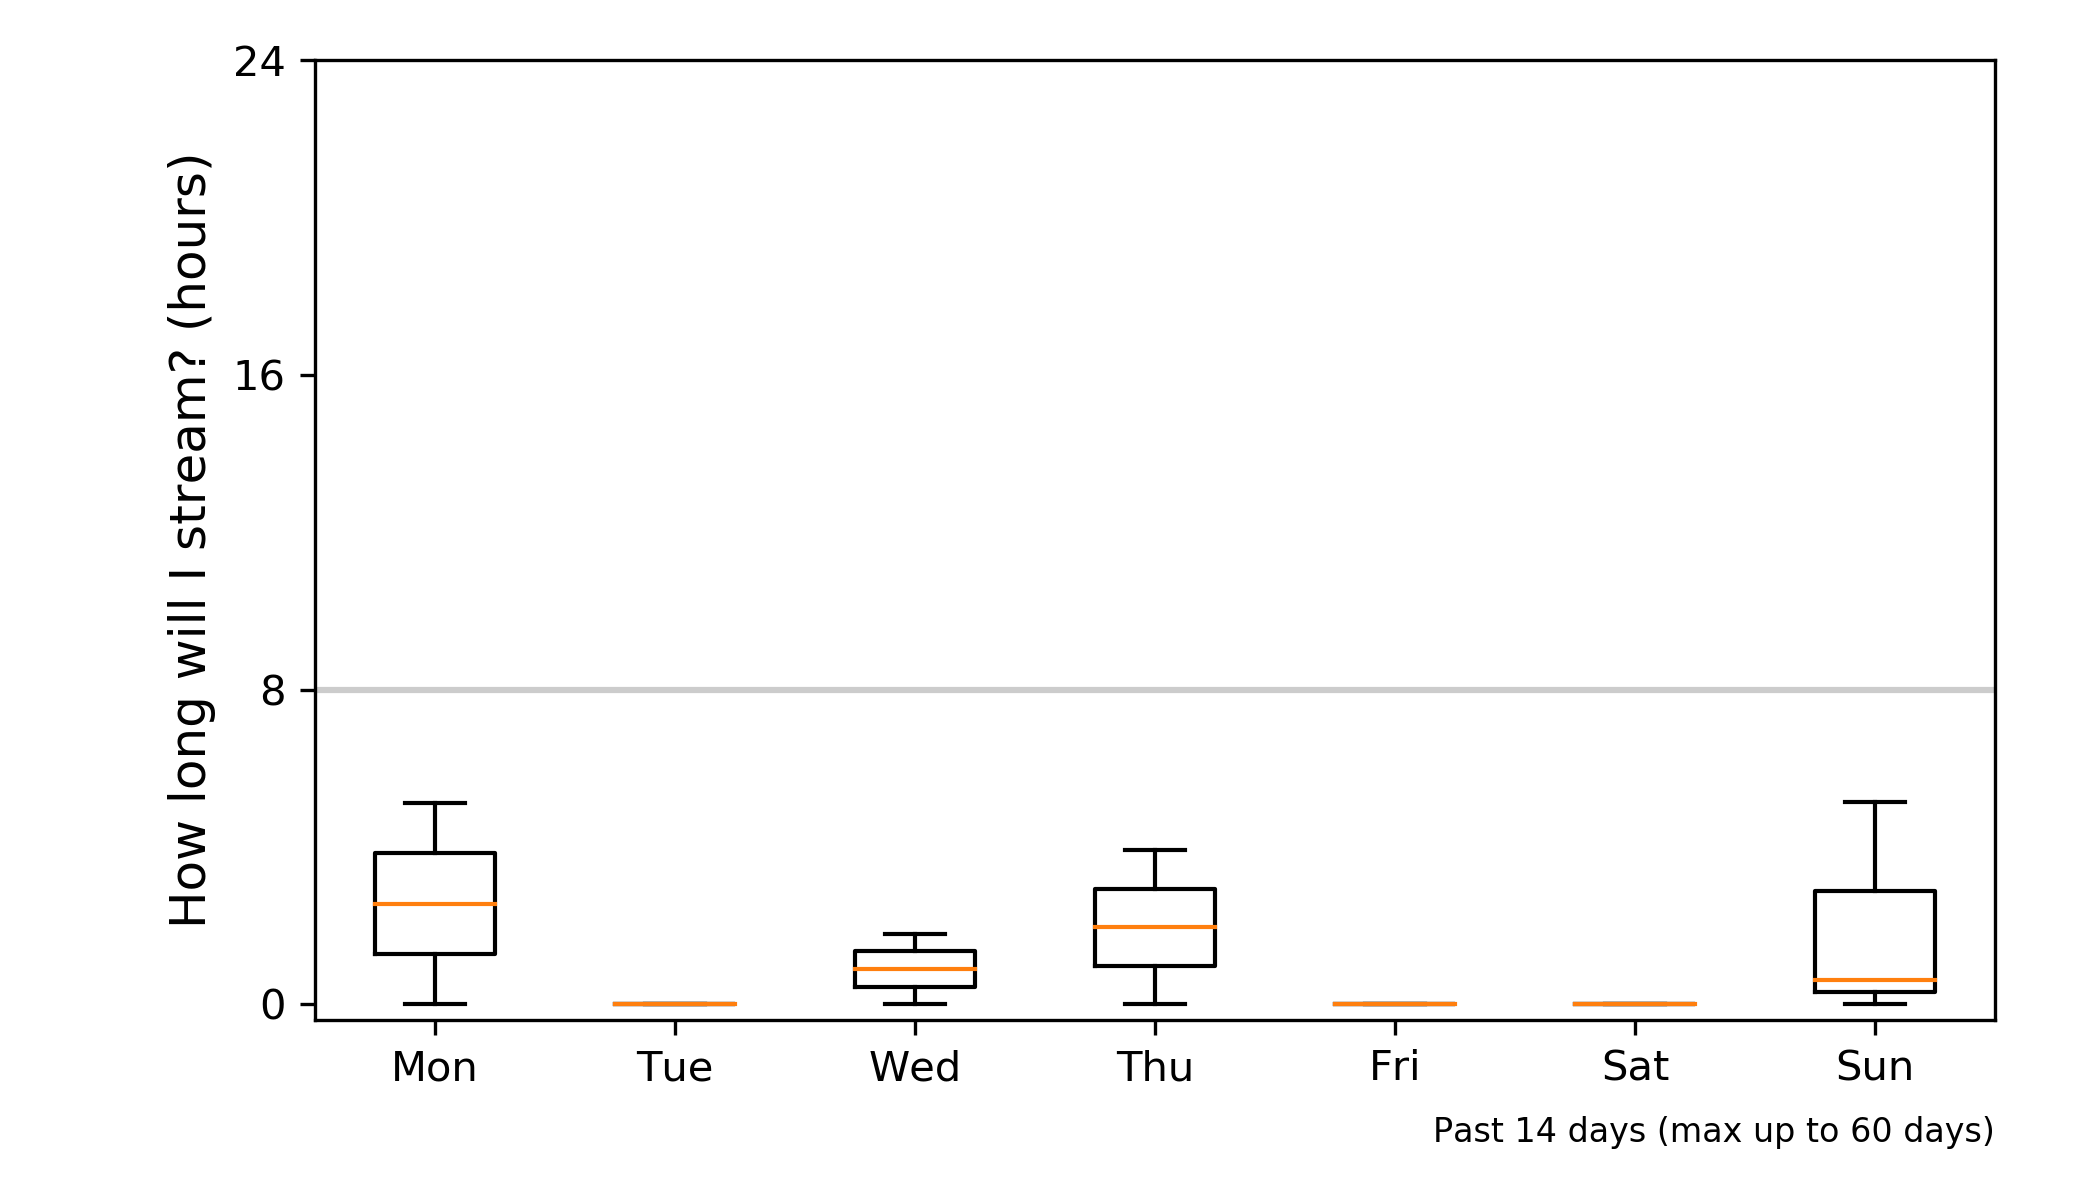 How long will I stream? (hours)
24
16
8
0
Mon Tue Wed Thu Fri Sat Sun
Past 14 days (max up to 60 days)